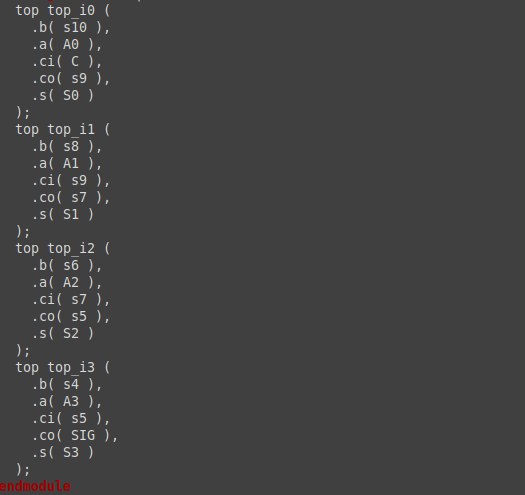 top top_i0 (
.b( s10 ),
.a( A0 ),
.ci( C ),
.co( s9 ),
.s( S0 )
);
top top_i1 (
.b( s8 ),
.a( A1 ),
.ci( s9 ),
.co( s7 ),
.s( S1 )
);
top top_i2 (
.b( s6 ),
.a( A2 ),
.ci( s7 ),
.co( s5 ),
.s( S2 )
);
top top_i3 (
.b( s4 ),
.a( A3 ),
.ci( s5 ),
.co( SIG ),
.s( S3 )
);
endmodule